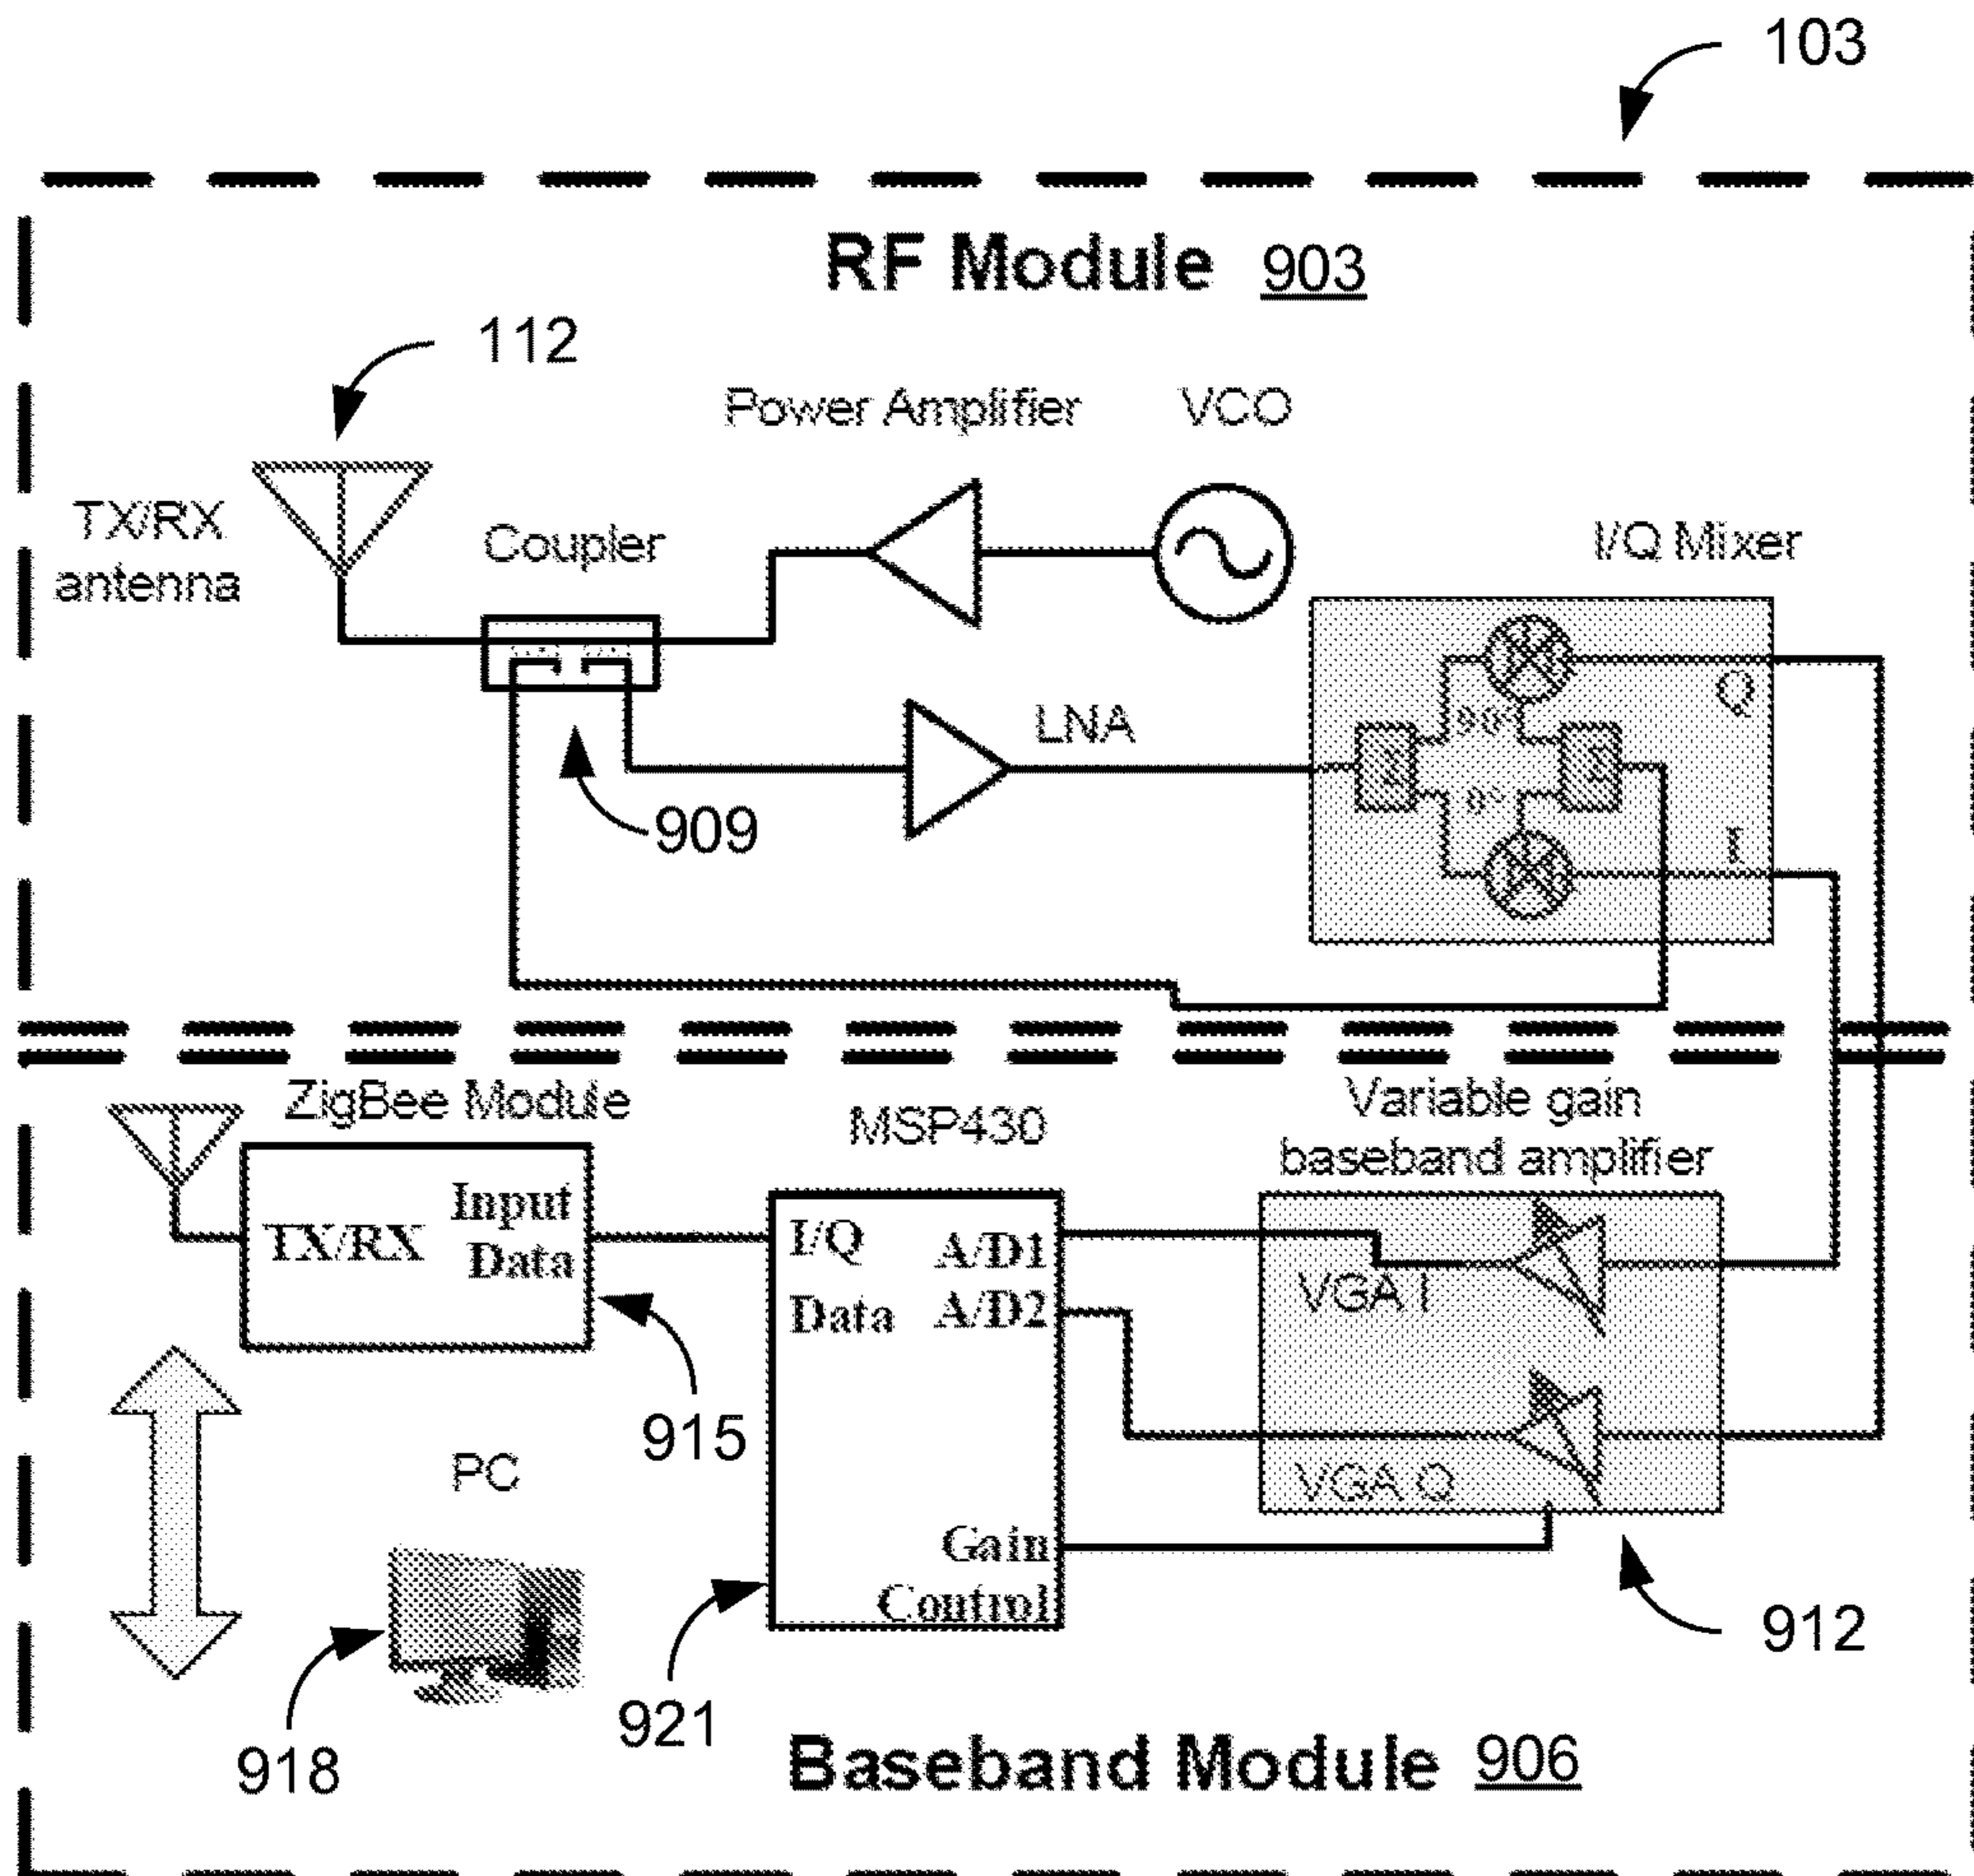 103
RF Module 903
112
Power Amplifier VCO
TX/RX
antenna
Coupler
I/Q Mixer
Q
LNA
90°
0°
I
909
ZigBee Module
MSP430
Variable gain
baseband amplifier
TX/RX
Input
Data
I/Q
Data
A/D1
A/D2
VGA I
VGA Q
915
PC
Gain
Control
912
921
918
Baseband Module 906